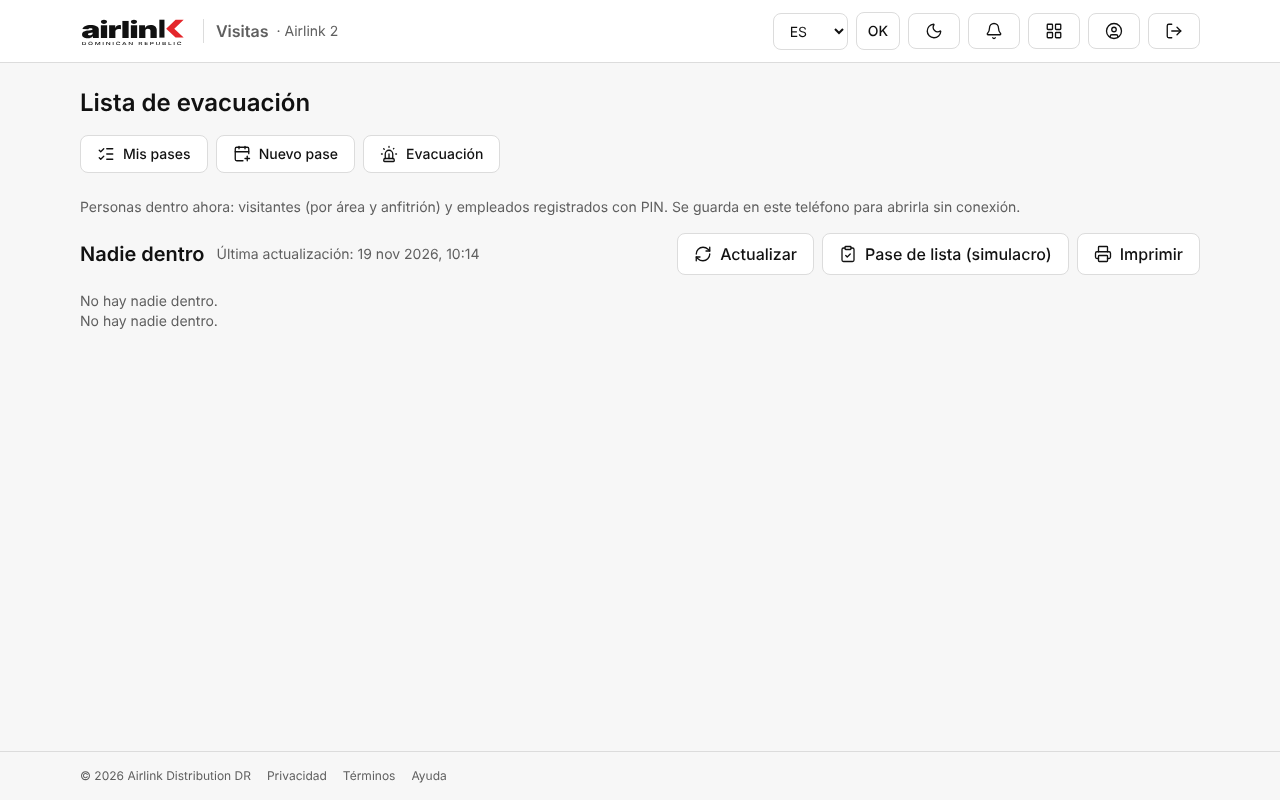 airlink
DOMINICAN REPUBLIC
Visitas · Airlink 2
ES
OK
Lista de evacuación
Mis pases
Nuevo pase
Evacuación
Personas dentro ahora: visitantes (por área y anfitrión) y empleados registrados con PIN. Se guarda en este teléfono para abrirla sin conexión.
Nadie dentro
Última actualización: 19 nov 2026, 10:14
Actualizar
Pase de lista (simulacro)
Imprimir
No hay nadie dentro.
No hay nadie dentro.
© 2026 Airlink Distribution DR
Privacidad
Términos
Ayuda